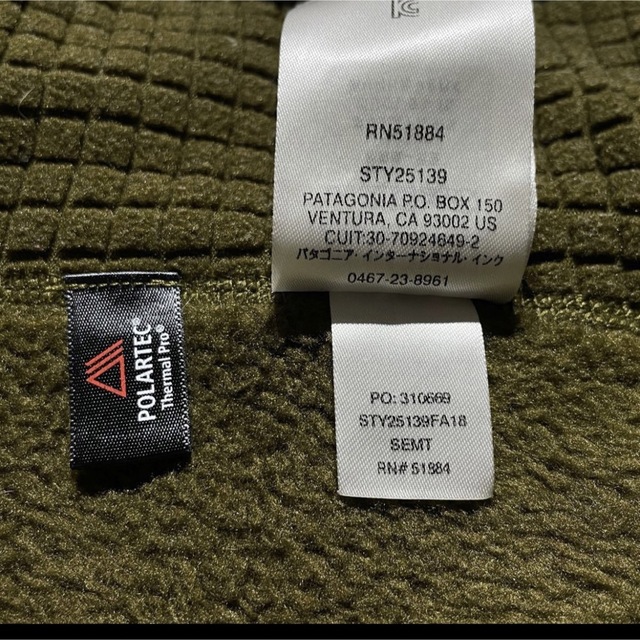 RN51884
STY25139
PATAGONIA P.O. BOX 150
VENTURA, CA 93002 US
CUIT:30-70924649-2
パタゴニア・インターナショナル・インク
0467-23-8961
POLARTEC®
Thermal Pro®
PO: 310669
STY25139FA18
SEMT
RN# 51884